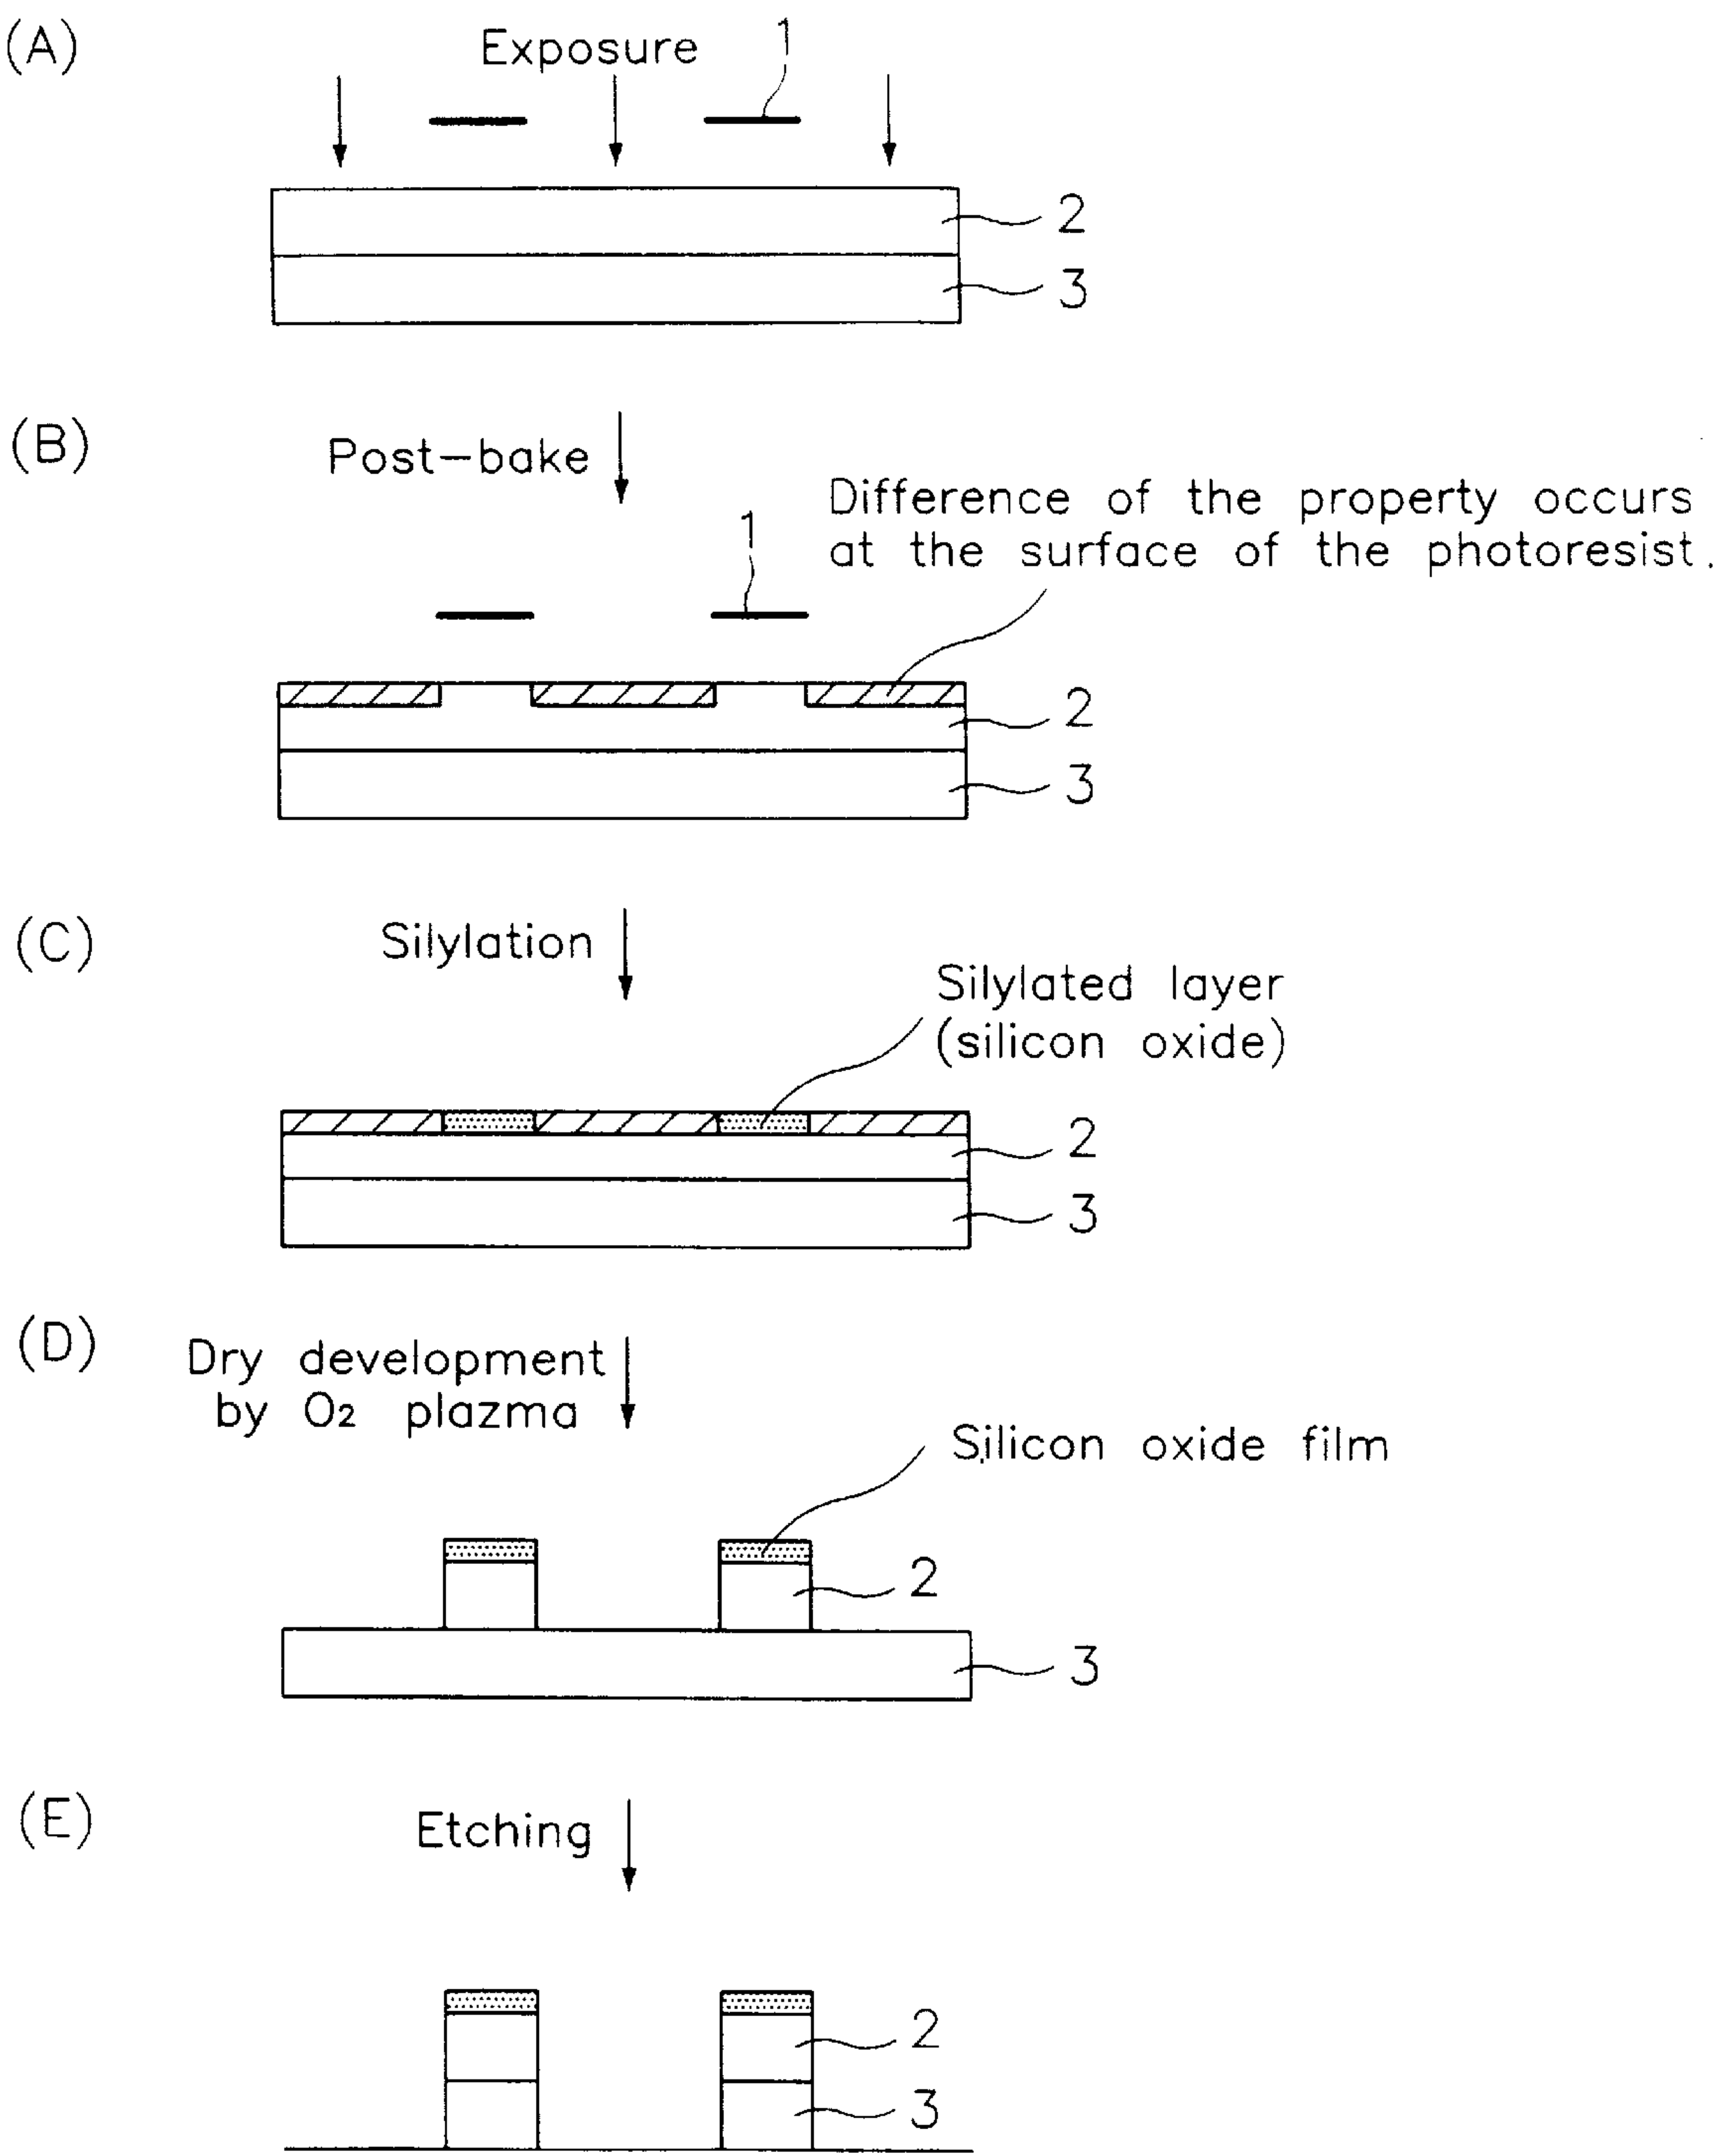 (A)
Exposure
1
2
3
(B)
Post-bake
Difference of the property occurs
at the surface of the photoresist.
1
2
3
(C)
Silylation
Silylated layer
(silicon oxide)
2
3
(D)
Dry development
by O2 plazma
Silicon oxide film
2
3
(E)
Etching
2
3